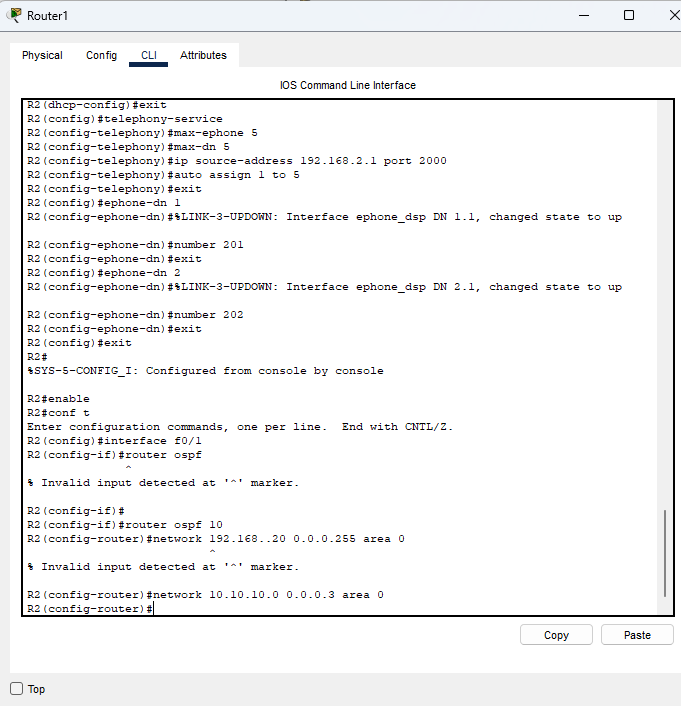 Router1
Physical Config CLI Attributes
IOS Command Line Interface
R2(dhcp-config)#exit
R2(config)#telephony-service
R2(config-telephony)#max-ephone 5
R2(config-telephony)#max-dn 5
R2(config-telephony)#ip source-address 192.168.2.1 port 2000
R2(config-telephony)#auto assign 1 to 5
R2(config-telephony)#exit
R2(config)#ephone-dn 1
R2(config-ephone-dn)#%LINK-3-UPDOWN: Interface ephone_dsp DN 1.1, changed state to up
R2(config-ephone-dn)#number 201
R2(config-ephone-dn)#exit
R2(config)#ephone-dn 2
R2(config-ephone-dn)#%LINK-3-UPDOWN: Interface ephone_dsp DN 2.1, changed state to up
R2(config-ephone-dn)#number 202
R2(config-ephone-dn)#exit
R2(config)#exit
R2#
%SYS-5-CONFIG_I: Configured from console by console
R2#enable
R2#conf t
Enter configuration commands, one per line.  End with CNTL/Z.
R2(config)#interface f0/1
R2(config-if)#router ospf
^
% Invalid input detected at '^' marker.
R2(config-if)#
R2(config-if)#router ospf 10
R2(config-router)#network 192.168..20 0.0.0.255 area 0
^
% Invalid input detected at '^' marker.
R2(config-router)#network 10.10.10.0 0.0.0.3 area 0
R2(config-router)#
Copy Paste
Top